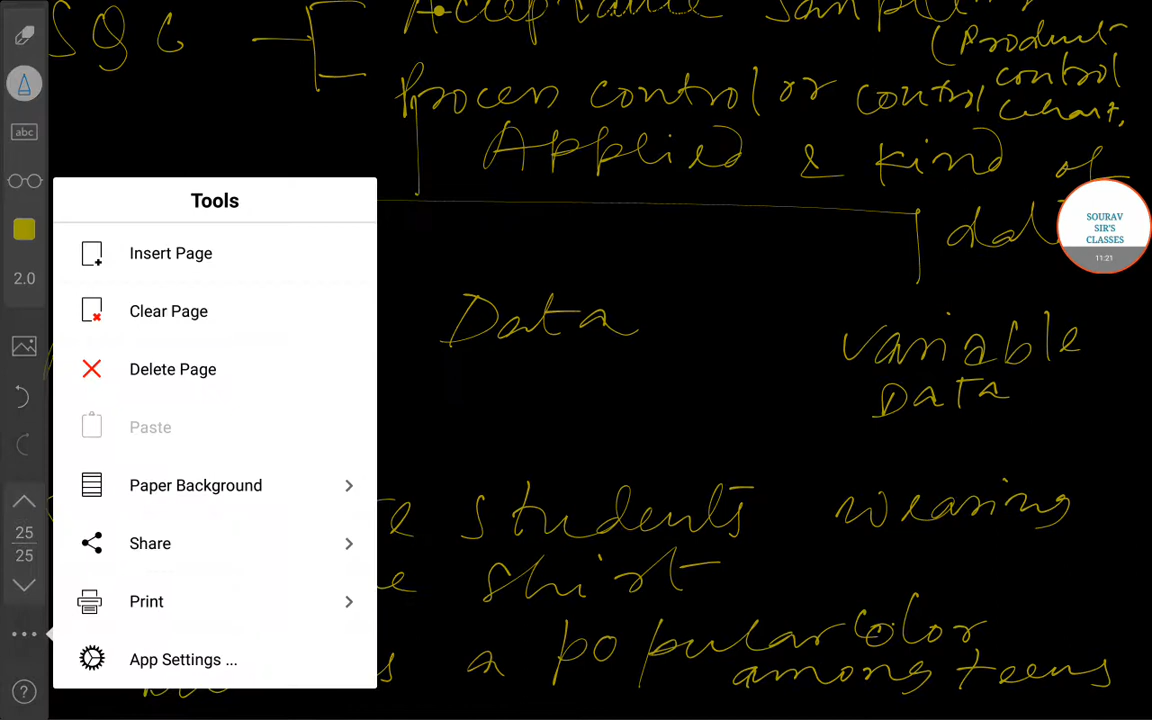 Acceptance Sampling
SQC
(Product
control
Process control or control chart,
Applied & kind of
data
Data
variable
DATA
students wearing
shirt
a popular color
among teens
abc
2.0
25
25
Tools
Insert Page
Clear Page
Delete Page
Paste
Paper Background
Share
Print
App Settings ...
?
SOURAV
SIR'S
CLASSES
11:21